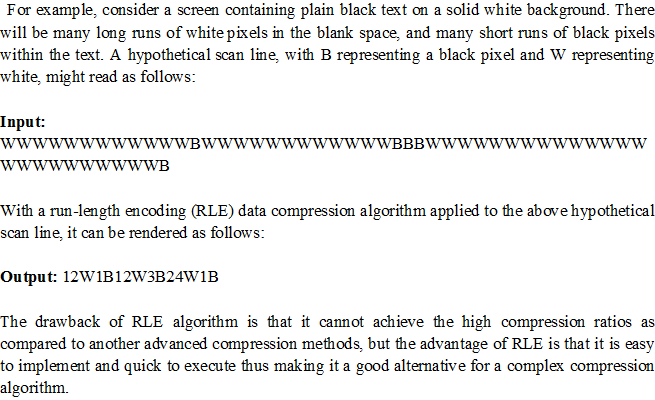 For example, consider a screen containing plain black text on a solid white background. There
will be many long runs of white pixels in the blank space, and many short runs of black pixels
within the text. A hypothetical scan line, with B representing a black pixel and W representing
white, might read as follows:
Input:
WWWWWWWWWWWWBWWWWWWWWWWWWBBBWWWWWWWWWWWWWW
WWWWWWWWWWB
With a run-length encoding (RLE) data compression algorithm applied to the above hypothetical
scan line, it can be rendered as follows:
Output: 12W1B12W3B24W1B
The drawback of RLE algorithm is that it cannot achieve the high compression ratios as
compared to another advanced compression methods, but the advantage of RLE is that it is easy
to implement and quick to execute thus making it a good alternative for a complex compression
algorithm.